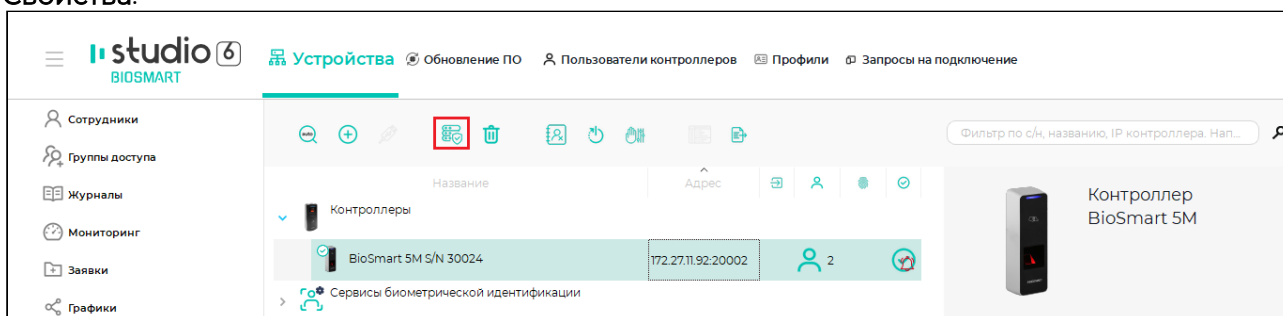 Свойства:
studio 6
BIOSMART
Устройства
Обновление ПО
Пользователи контроллеров
Профили
Запросы на подключение
Сотрудники
Группы доступа
Журналы
Мониторинг
Заявки
Графики
Фильтр по с/н, названию, IP контроллера. Нап...
Название
Адрес
Контроллеры
BioSmart 5M S/N 30024
172.27.11.92:20002
2
Сервисы биометрической идентификации
Контроллер
BioSmart 5M